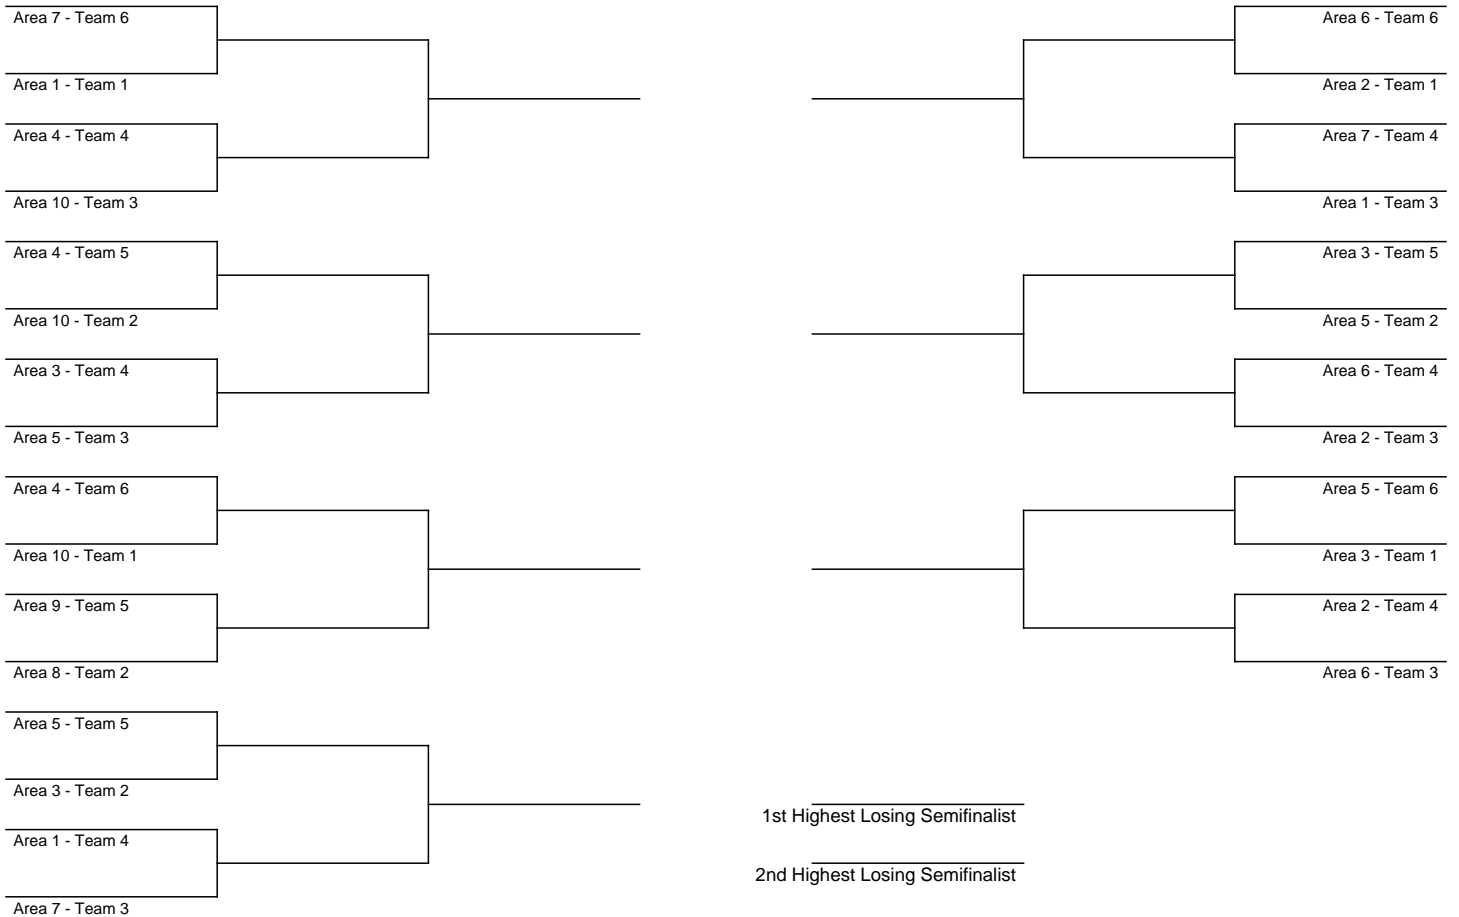 Area 7 - Team 6
Area 1 - Team 1
Area 4 - Team 4
Area 10 - Team 3
Area 4 - Team 5
Area 10 - Team 2
Area 3 - Team 4
Area 5 - Team 3
Area 4 - Team 6
Area 10 - Team 1
Area 9 - Team 5
Area 8 - Team 2
Area 5 - Team 5
Area 3 - Team 2
Area 1 - Team 4
Area 7 - Team 3
Area 6 - Team 6
Area 2 - Team 1
Area 7 - Team 4
Area 1 - Team 3
Area 3 - Team 5
Area 5 - Team 2
Area 6 - Team 4
Area 2 - Team 3
Area 5 - Team 6
Area 3 - Team 1
Area 2 - Team 4
Area 6 - Team 3
1st Highest Losing Semifinalist
2nd Highest Losing Semifinalist